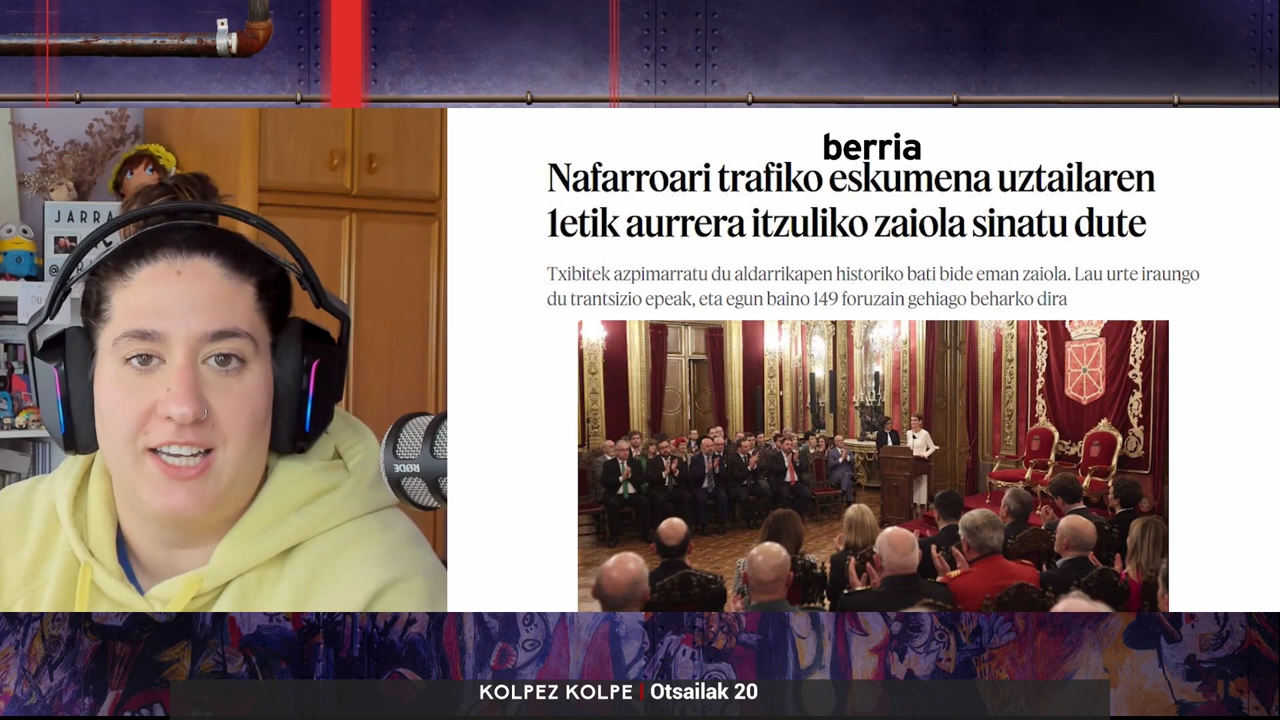 berria
Nafarroari trafiko eskumena uztailaren
1etik aurrera itzuliko zaiola sinatu dute
Txibitek azpimarratu du aldarrikapen historiko bati bide eman zaiola. Lau urte iraungo
du trantsizio epeak, eta egun baino 149 foruzain gehiago beharko dira
JARRA
RØDE
KOLPEZ KOLPE | Otsailak 20